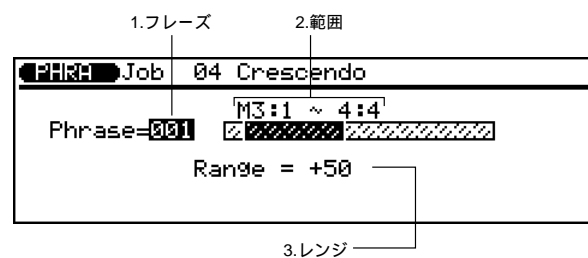 1.フレーズ 2.範囲
PHRA Job 04 Crescendo
M3:1 ~ 4:4
Phrase=001
Range = +50
3.レンジ